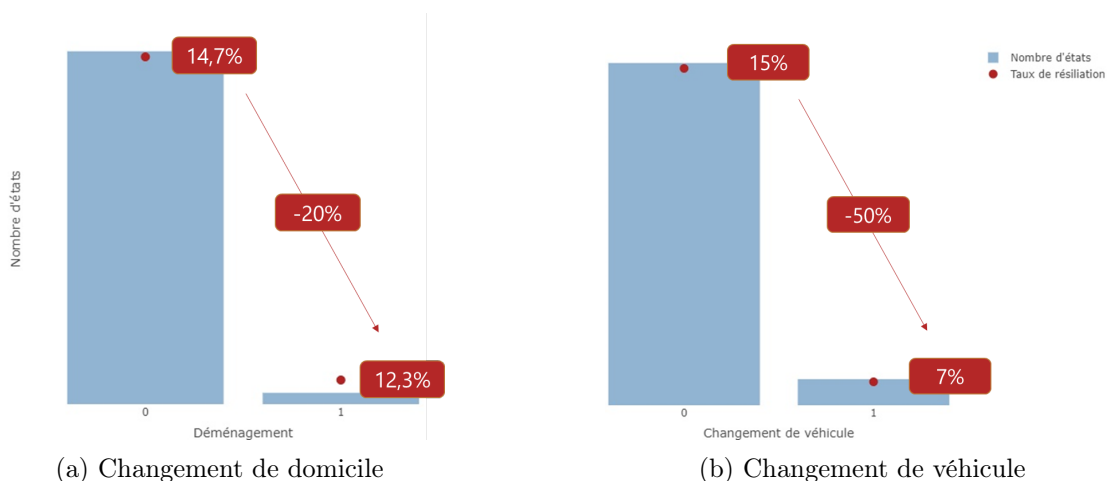 14,7%
-20%
12,3%
Nombre d'états
0
1
Déménagement
(a) Changement de domicile
15%
-50%
7%
Nombre d'états
Taux de résiliation
0
1
Changement de véhicule
(b) Changement de véhicule